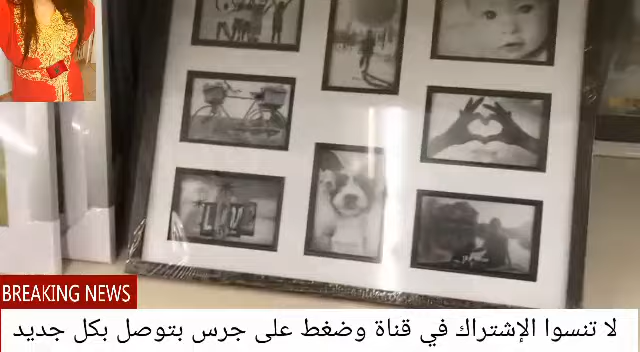 BREAKING NEWS
لا تنسوا الإشتراك في قناة وضغط على جرس بتوصل بكل جديد